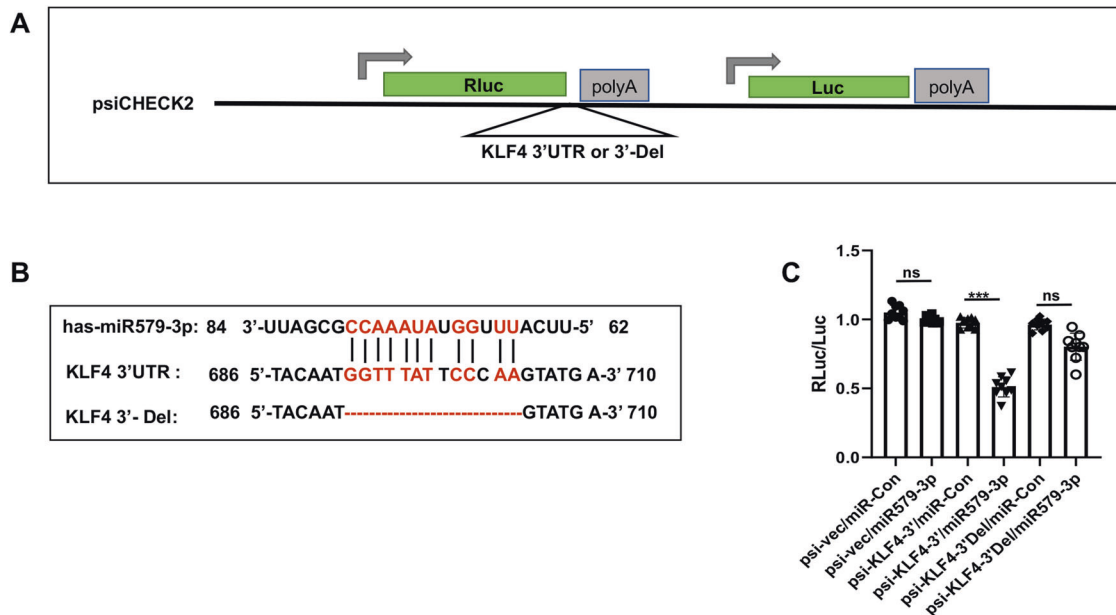 A
psiCHECK2
Rluc
polyA
Luc
polyA
KLF4 3'UTR or 3'-Del
B
has-miR579-3p: 84 3'-UUAGCGCCAAAUAUGGUUUACUU-5' 62
KLF4 3'UTR : 686 5'-TACAATGGTTTATTCCCAAGTATG A-3' 710
KLF4 3'- Del: 686 5'-TACAAT-----------------------------GTATG A-3' 710
C
RLuc/Luc
1.5
1.0
0.5
0.0
ns
***
ns
psi-vec/miR-Con
psi-vec/miR579-3p
psi-KLF4-3'/miR-Con
psi-KLF4-3'/miR579-3p
psi-KLF4-3'Del/miR-Con
psi-KLF4-3'Del/miR579-3p